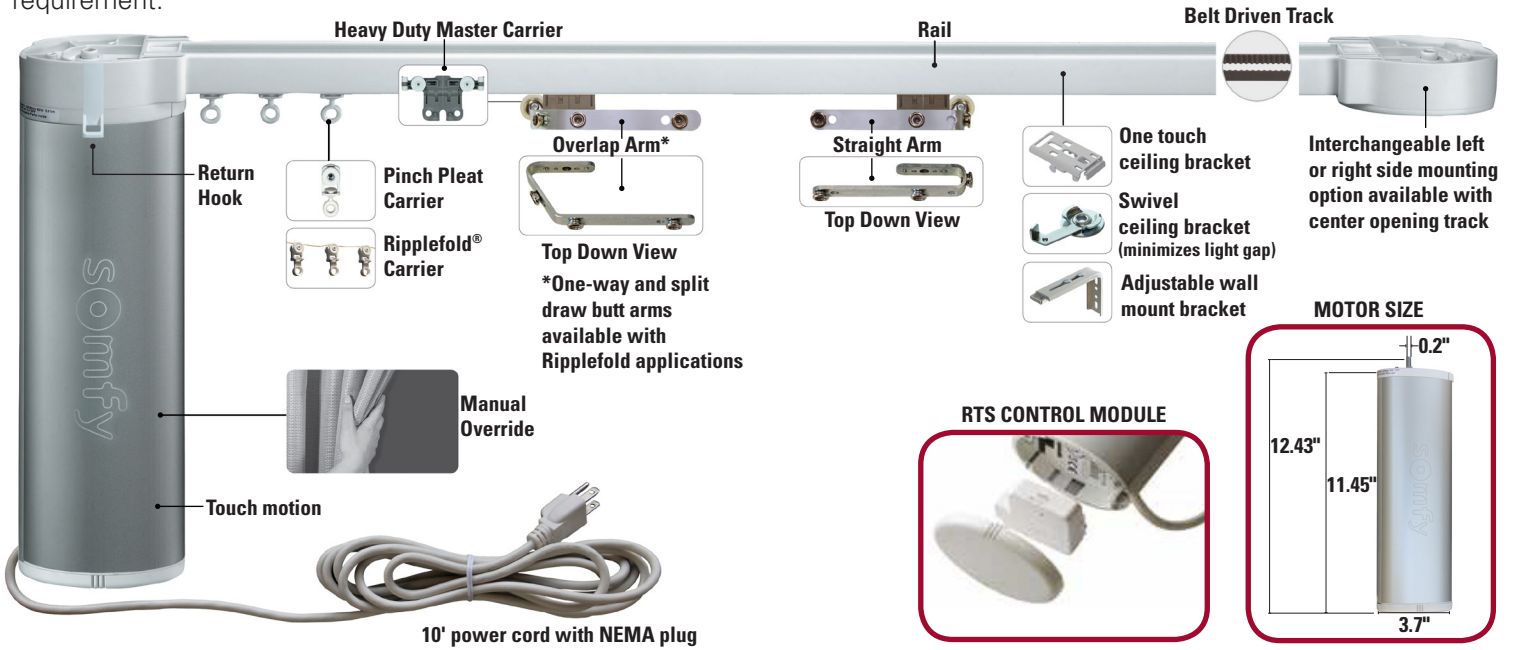 requirement.
Heavy Duty Master Carrier
Rail
Belt Driven Track
Return
Hook
Pinch Pleat
Carrier
Ripplefold®
Carrier
Overlap Arm*
Top Down View
*One-way and split
draw butt arms
available with
Ripplefold applications
Straight Arm
Top Down View
One touch
ceiling bracket
Swivel
ceiling bracket
(minimizes light gap)
Adjustable wall
mount bracket
Interchangeable left
or right side mounting
option available with
center opening track
somfy
Manual
Override
Touch motion
10' power cord with NEMA plug
RTS CONTROL MODULE
MOTOR SIZE
0.2"
12.43"
11.45"
somfy
3.7"